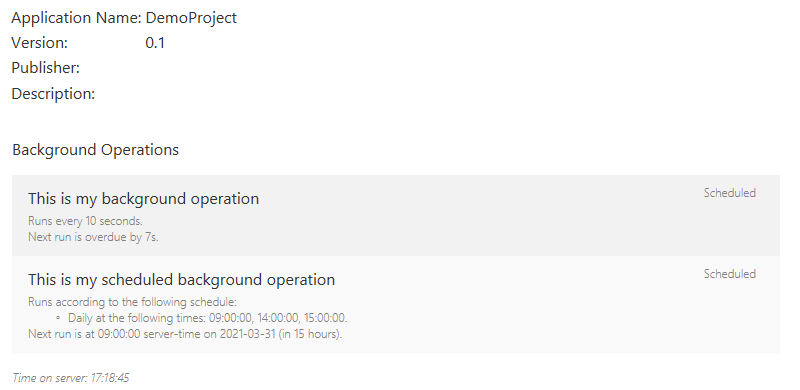 Application Name: DemoProject
Version: 0.1
Publisher:
Description:
Background Operations
This is my background operation
Scheduled
Runs every 10 seconds.
Next run is overdue by 7s.
This is my scheduled background operation
Scheduled
Runs according to the following schedule:
◦ Daily at the following times: 09:00:00, 14:00:00, 15:00:00.
Next run is at 09:00:00 server-time on 2021-03-31 (in 15 hours).
Time on server: 17:18:45